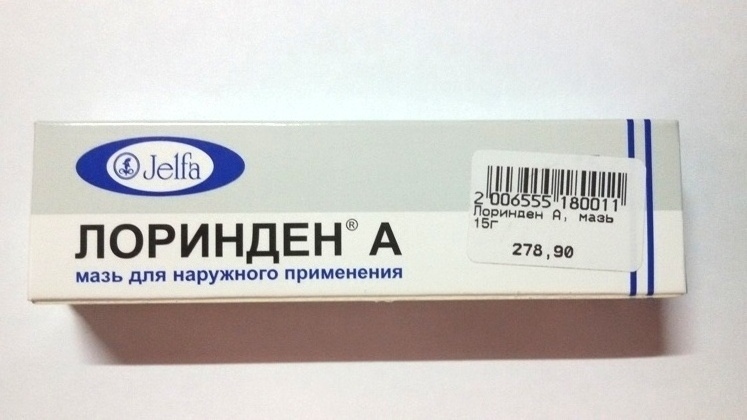 Jelfa
ЛОРИНДЕН® А
мазь для наружного применения
2 006555 180011
Лоринден А, мазь
15г
278,90